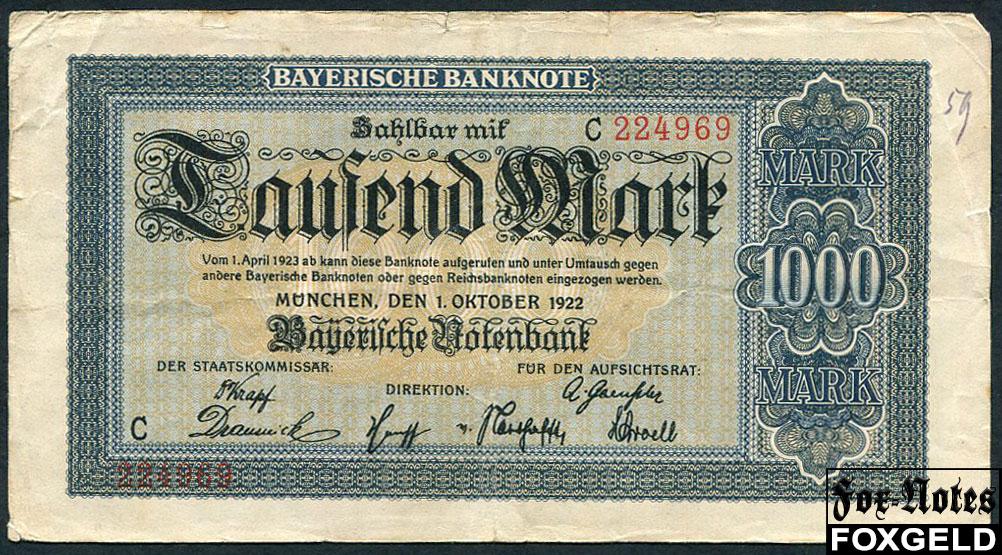 BAYERISCHE BANKNOTE
Zahlbar mit C 224969
Tausend Mark
Vom 1. April 1923 ab kann diese Banknote aufgerufen und unter Umtausch gegen
andere Bayerische Banknoten oder gegen Reichsbanknoten eingezogen werden.
MÜNCHEN, DEN 1. OKTOBER 1922
Bayerische Notenbank
DER STAATSKOMMISSÄR:
DIREKTION:
FÜR DEN AUFSICHTSRAT:
C
224969
MARK
1000
MARK
59
Fox-Notes
FOXGELD